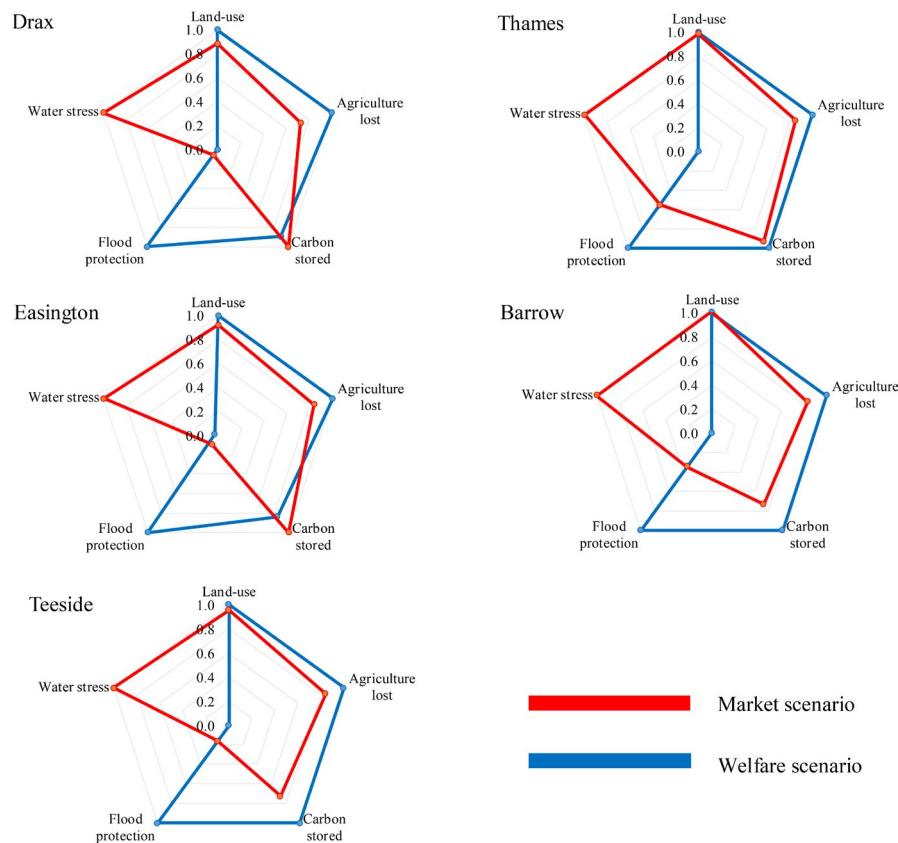 Drax
Land-use
1.0
0.8
0.6
0.4
0.2
0.0
Agriculture
lost
Water stress
Flood
protection
Carbon
stored
Thames
Land-use
1.0
0.8
0.6
0.4
0.2
0.0
Agriculture
lost
Water stress
Flood
protection
Carbon
stored
Easington
Land-use
1.0
0.8
0.6
0.4
0.2
0.0
Agriculture
lost
Water stress
Flood
protection
Carbon
stored
Barrow
Land-use
1.0
0.8
0.6
0.4
0.2
0.0
Agriculture
lost
Water stress
Flood
protection
Carbon
stored
Teeside
Land-use
1.0
0.8
0.6
0.4
0.2
0.0
Agriculture
lost
Water stress
Flood
protection
Carbon
stored
Market scenario
Welfare scenario